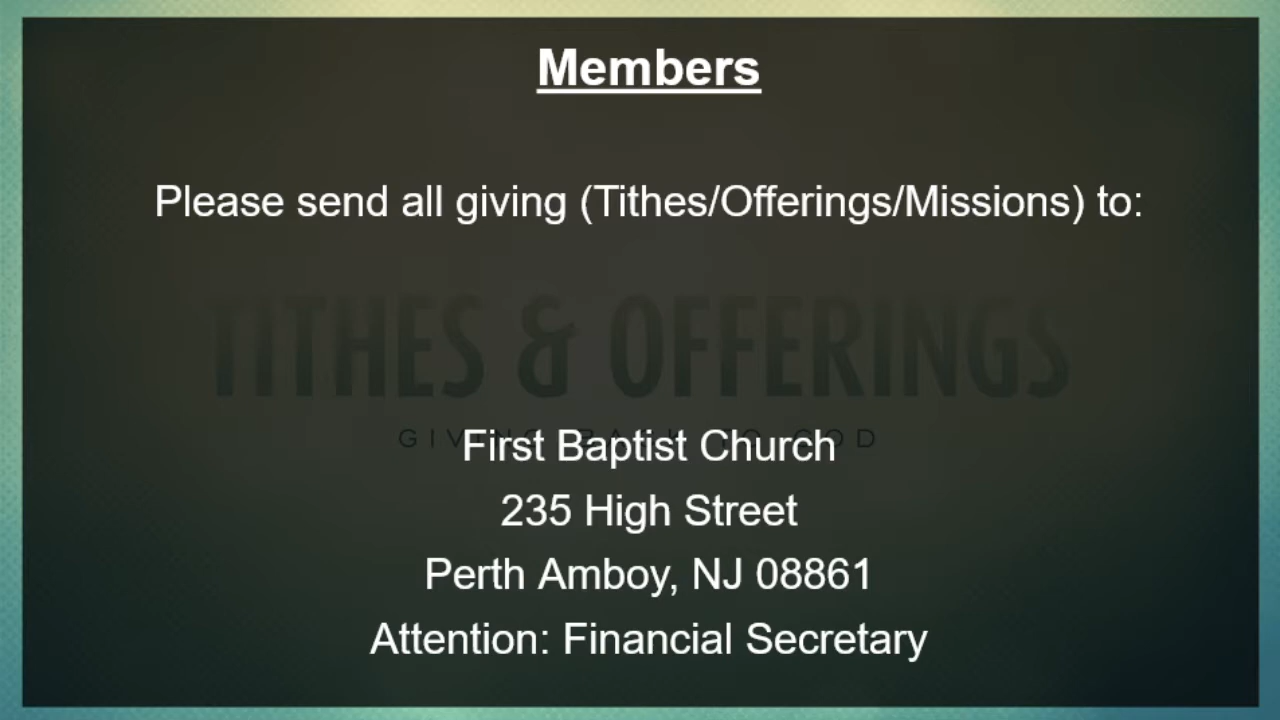 Members
Please send all giving (Tithes/Offerings/Missions) to:
TITHES & OFFERINGS
First Baptist Church
235 High Street
Perth Amboy, NJ 08861
Attention: Financial Secretary